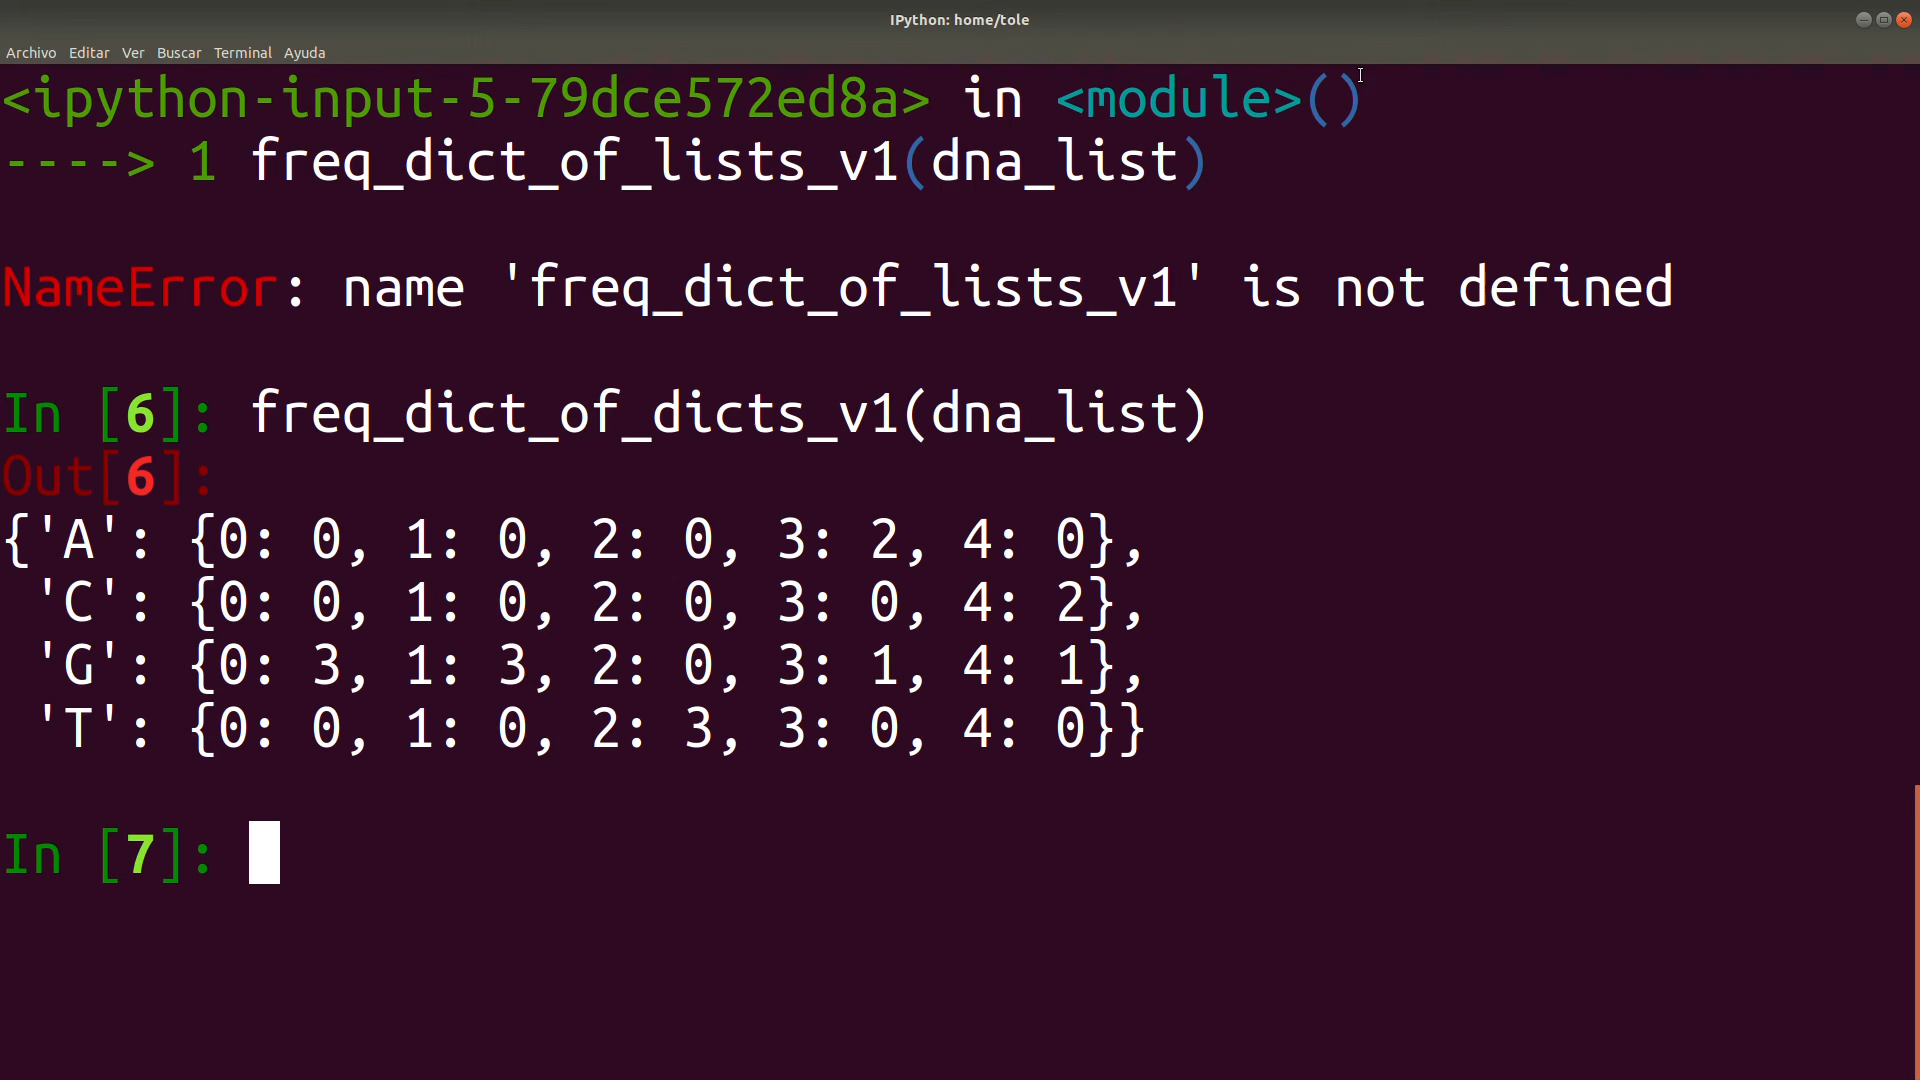 IPython: home/tole
Archivo Editar Ver Buscar Terminal Ayuda
<ipython-input-5-79dce572ed8a> in <module>()
----> 1 freq_dict_of_lists_v1(dna_list)
NameError: name 'freq_dict_of_lists_v1' is not defined
In [6]: freq_dict_of_dicts_v1(dna_list)
Out[6]:
{'A': {0: 0, 1: 0, 2: 0, 3: 2, 4: 0},
 'C': {0: 0, 1: 0, 2: 0, 3: 0, 4: 2},
 'G': {0: 3, 1: 3, 2: 0, 3: 1, 4: 1},
 'T': {0: 0, 1: 0, 2: 3, 3: 0, 4: 0}}
In [7]: